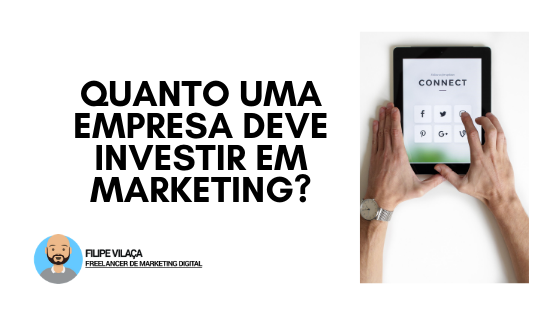 QUANTO UMA
EMPRESA DEVE
INVESTIR EM
MARKETING?
FILIPE VILAÇA
FREELANCER DE MARKETING DIGITAL
CONNECT